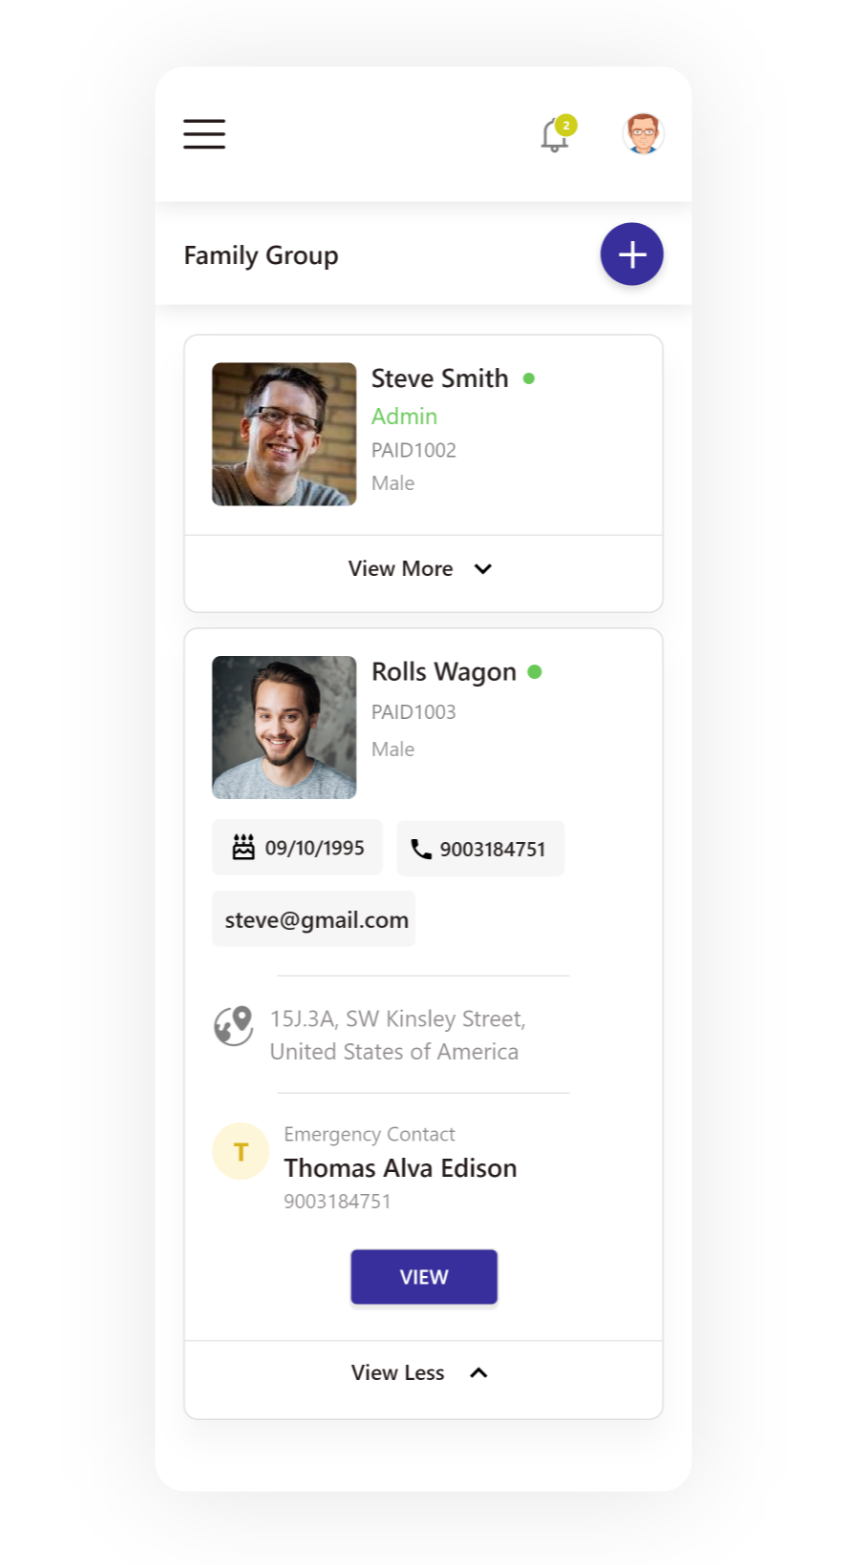 2
Family Group
Steve Smith
Admin
PAID1002
Male
View More
Rolls Wagon
PAID1003
Male
09/10/1995
9003184751
steve@gmail.com
15J.3A, SW Kinsley Street,
United States of America
T
Emergency Contact
Thomas Alva Edison
9003184751
VIEW
View Less